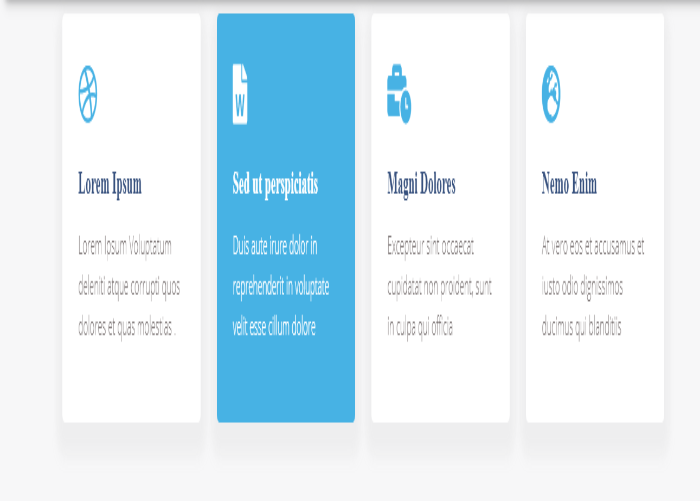 Lorem Ipsum
Lorem Ipsum Voluptatum
deleniti atque corrupti quos
dolores et quas molestias .
W
Sed ut perspiciatis
Duis aute irure dolor in
reprehenderit in voluptate
velit esse cillum dolore
Magni Dolores
Excepteur sint occaecat
cupidatat non proident, sunt
in culpa qui officia
Nemo Enim
At vero eos et accusamus et
iusto odio dignissimos
ducimus qui blanditiis